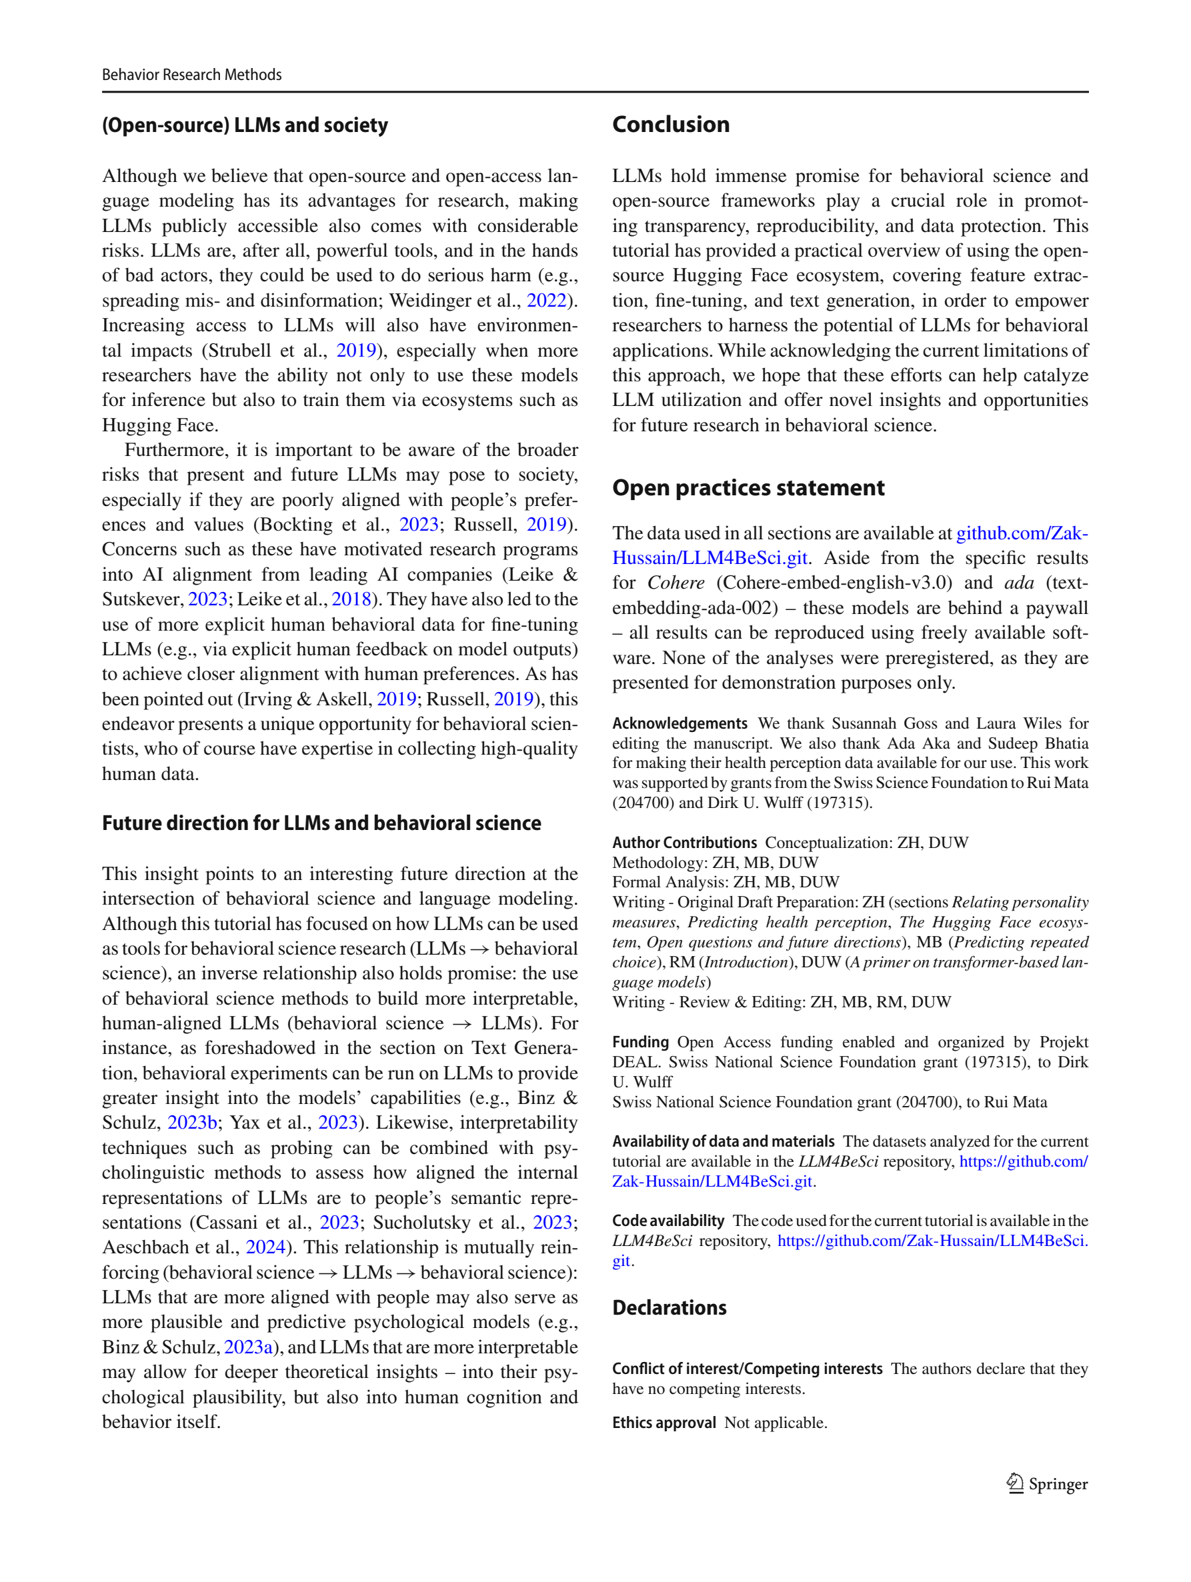 Behavior Research Methods
(Open-source) LLMs and society
Although we believe that open-source and open-access lan-
guage modeling has its advantages for research, making
LLMs publicly accessible also comes with considerable
risks. LLMs are, after all, powerful tools, and in the hands
of bad actors, they could be used to do serious harm (e.g.,
spreading mis- and disinformation; Weidinger et al., 2022).
Increasing access to LLMs will also have environmen-
tal impacts (Strubell et al., 2019), especially when more
researchers have the ability not only to use these models
for inference but also to train them via ecosystems such as
Hugging Face.
Furthermore, it is important to be aware of the broader
risks that present and future LLMs may pose to society,
especially if they are poorly aligned with people's prefer-
ences and values (Bockting et al., 2023; Russell, 2019).
Concerns such as these have motivated research programs
into AI alignment from leading AI companies (Leike &
Sutskever, 2023; Leike et al., 2018). They have also led to the
use of more explicit human behavioral data for fine-tuning
LLMs (e.g., via explicit human feedback on model outputs)
to achieve closer alignment with human preferences. As has
been pointed out (Irving & Askell, 2019; Russell, 2019), this
endeavor presents a unique opportunity for behavioral scien-
tists, who of course have expertise in collecting high-quality
human data.
Future direction for LLMs and behavioral science
This insight points to an interesting future direction at the
intersection of behavioral science and language modeling.
Although this tutorial has focused on how LLMs can be used
as tools for behavioral science research (LLMs → behavioral
science), an inverse relationship also holds promise: the use
of behavioral science methods to build more interpretable,
human-aligned LLMs (behavioral science → LLMs). For
instance, as foreshadowed in the section on Text Genera-
tion, behavioral experiments can be run on LLMs to provide
greater insight into the models' capabilities (e.g., Binz &
Schulz, 2023b; Yax et al., 2023). Likewise, interpretability
techniques such as probing can be combined with psy-
cholinguistic methods to assess how aligned the internal
representations of LLMs are to people's semantic repre-
sentations (Cassani et al., 2023; Sucholutsky et al., 2023;
Aeschbach et al., 2024). This relationship is mutually rein-
forcing (behavioral science → LLMs → behavioral science):
LLMs that are more aligned with people may also serve as
more plausible and predictive psychological models (e.g.,
Binz & Schulz, 2023a), and LLMs that are more interpretable
may allow for deeper theoretical insights – into their psy-
chological plausibility, but also into human cognition and
behavior itself.
Conclusion
LLMs hold immense promise for behavioral science and
open-source frameworks play a crucial role in promot-
ing transparency, reproducibility, and data protection. This
tutorial has provided a practical overview of using the open-
source Hugging Face ecosystem, covering feature extrac-
tion, fine-tuning, and text generation, in order to empower
researchers to harness the potential of LLMs for behavioral
applications. While acknowledging the current limitations of
this approach, we hope that these efforts can help catalyze
LLM utilization and offer novel insights and opportunities
for future research in behavioral science.
Open practices statement
The data used in all sections are available at github.com/Zak-
Hussain/LLM4BeSci.git. Aside from the specific results
for Cohere (Cohere-embed-english-v3.0) and ada (text-
embedding-ada-002) – these models are behind a paywall
– all results can be reproduced using freely available soft-
ware. None of the analyses were preregistered, as they are
presented for demonstration purposes only.
Acknowledgements We thank Susannah Goss and Laura Wiles for
editing the manuscript. We also thank Ada Aka and Sudeep Bhatia
for making their health perception data available for our use. This work
was supported by grants from the Swiss Science Foundation to Rui Mata
(204700) and Dirk U. Wulff (197315).
Author Contributions Conceptualization: ZH, DUW
Methodology: ZH, MB, DUW
Formal Analysis: ZH, MB, DUW
Writing - Original Draft Preparation: ZH (sections Relating personality
measures, Predicting health perception, The Hugging Face ecosys-
tem, Open questions and future directions), MB (Predicting repeated
choice), RM (Introduction), DUW (A primer on transformer-based lan-
guage models)
Writing - Review & Editing: ZH, MB, RM, DUW
Funding Open Access funding enabled and organized by Projekt
DEAL. Swiss National Science Foundation grant (197315), to Dirk
U. Wulff
Swiss National Science Foundation grant (204700), to Rui Mata
Availability of data and materials The datasets analyzed for the current
tutorial are available in the LLM4BeSci repository, https://github.com/
Zak-Hussain/LLM4BeSci.git.
Code availability The code used for the current tutorial is available in the
LLM4BeSci repository, https://github.com/Zak-Hussain/LLM4BeSci.
git.
Declarations
Conflict of interest/Competing interests The authors declare that they
have no competing interests.
Ethics approval Not applicable.
Springer